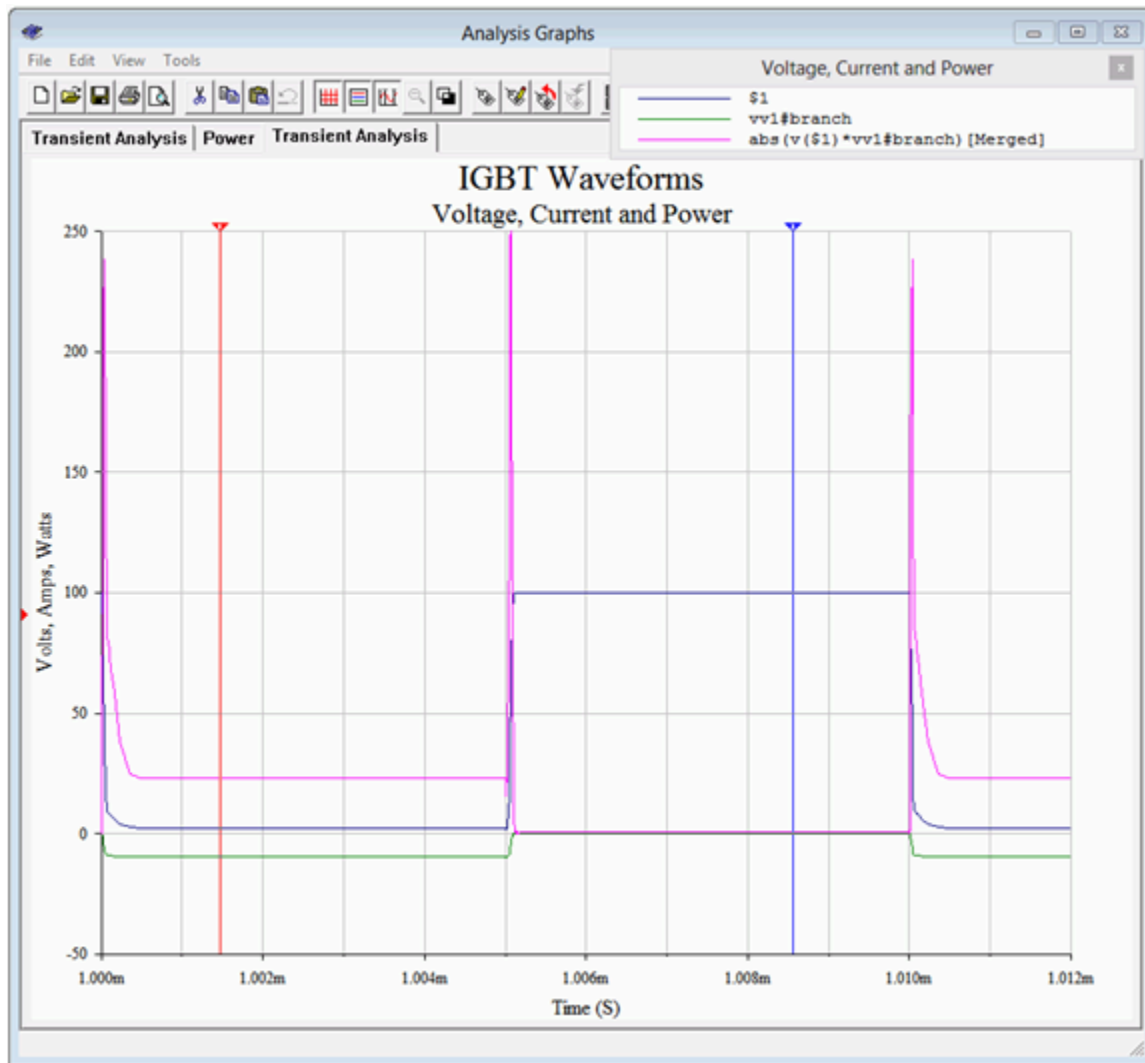 Analysis Graphs
File Edit View Tools
Voltage, Current and Power
$1
vv1#branch
abs(v($1)*vv1#branch)[Merged]
Transient Analysis Power Transient Analysis
IGBT Waveforms
Voltage, Current and Power
250
200
150
100
50
0
-50
Volts, Amps, Watts
1.000m 1.002m 1.004m 1.006m 1.008m 1.010m 1.012m
Time (S)